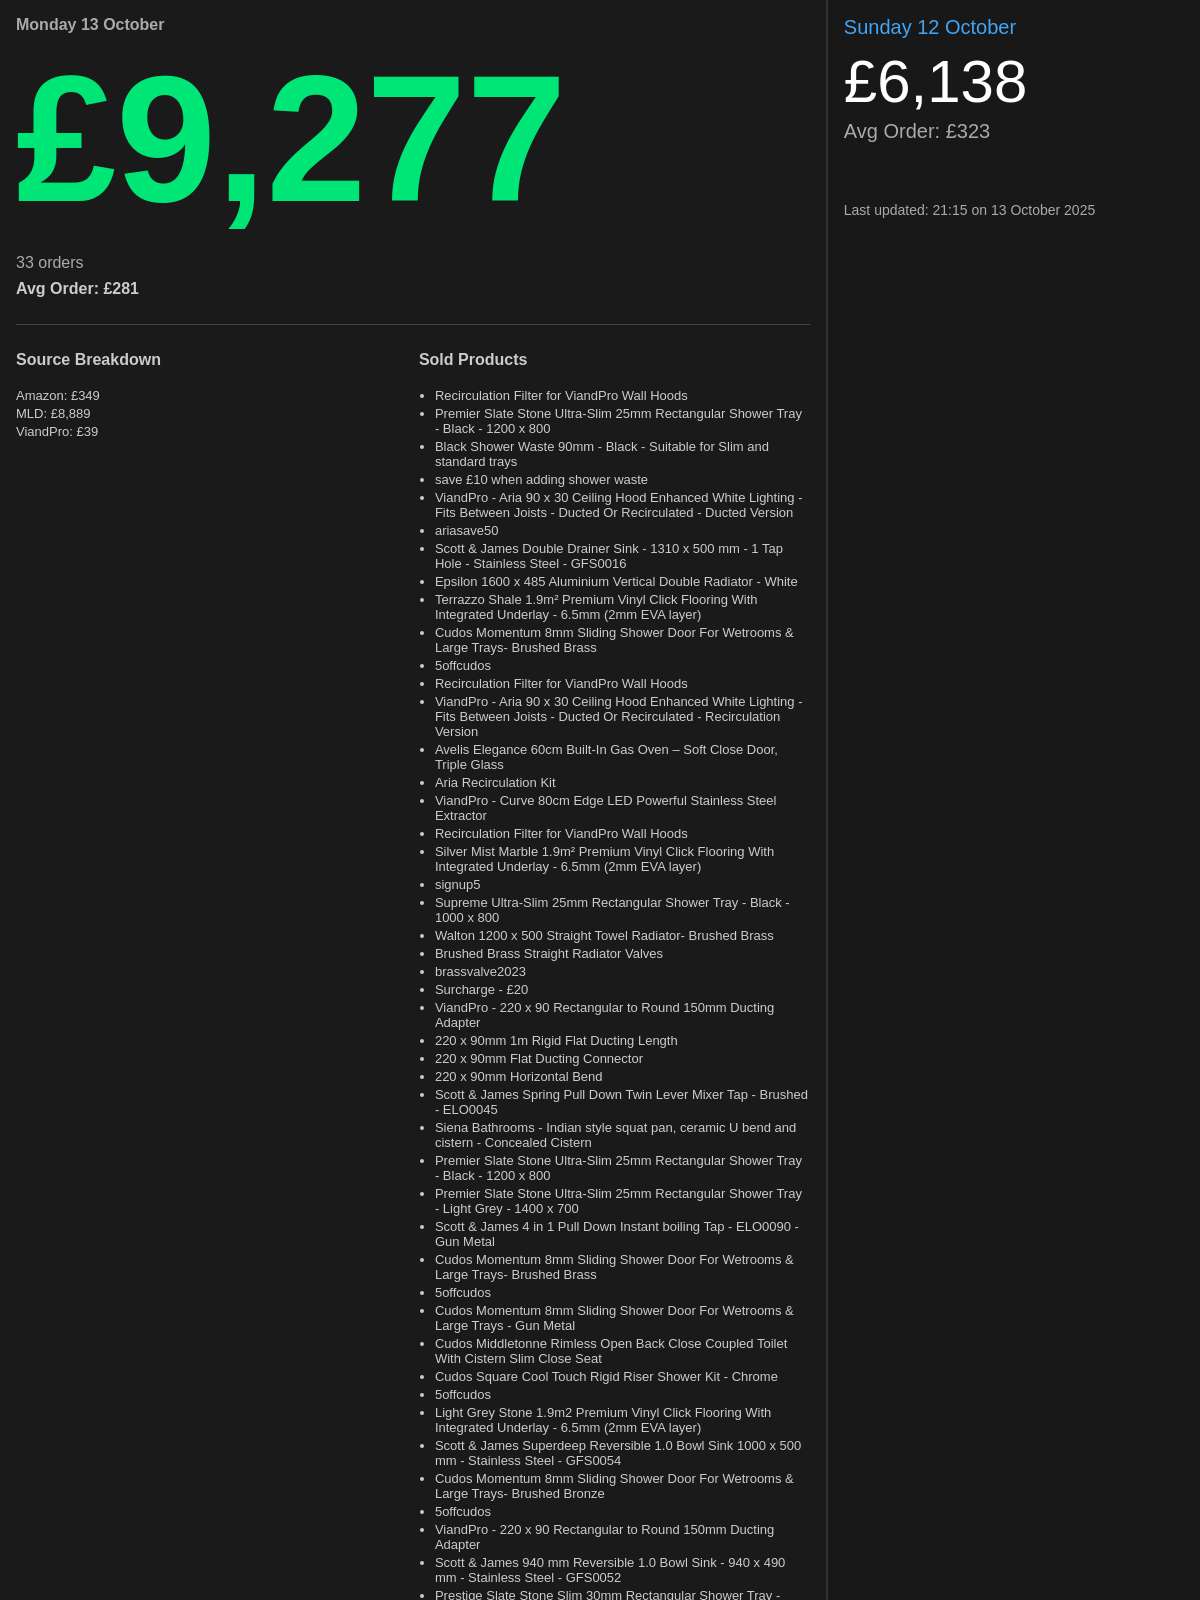 Monday 13 October
£9,277
33 orders
Avg Order: £281
Source Breakdown
Amazon: £349
MLD: £8,889
ViandPro: £39
Sold Products
Recirculation Filter for ViandPro Wall Hoods
Premier Slate Stone Ultra-Slim 25mm Rectangular Shower Tray
- Black - 1200 x 800
Black Shower Waste 90mm - Black - Suitable for Slim and
standard trays
save £10 when adding shower waste
ViandPro - Aria 90 x 30 Ceiling Hood Enhanced White Lighting -
Fits Between Joists - Ducted Or Recirculated - Ducted Version
ariasave50
Scott & James Double Drainer Sink - 1310 x 500 mm - 1 Tap
Hole - Stainless Steel - GFS0016
Epsilon 1600 x 485 Aluminium Vertical Double Radiator - White
Terrazzo Shale 1.9m² Premium Vinyl Click Flooring With
Integrated Underlay - 6.5mm (2mm EVA layer)
Cudos Momentum 8mm Sliding Shower Door For Wetrooms &
Large Trays- Brushed Brass
5offcudos
Recirculation Filter for ViandPro Wall Hoods
ViandPro - Aria 90 x 30 Ceiling Hood Enhanced White Lighting -
Fits Between Joists - Ducted Or Recirculated - Recirculation
Version
Avelis Elegance 60cm Built-In Gas Oven – Soft Close Door,
Triple Glass
Aria Recirculation Kit
ViandPro - Curve 80cm Edge LED Powerful Stainless Steel
Extractor
Recirculation Filter for ViandPro Wall Hoods
Silver Mist Marble 1.9m² Premium Vinyl Click Flooring With
Integrated Underlay - 6.5mm (2mm EVA layer)
signup5
Supreme Ultra-Slim 25mm Rectangular Shower Tray - Black -
1000 x 800
Walton 1200 x 500 Straight Towel Radiator- Brushed Brass
Brushed Brass Straight Radiator Valves
brassvalve2023
Surcharge - £20
ViandPro - 220 x 90 Rectangular to Round 150mm Ducting
Adapter
220 x 90mm 1m Rigid Flat Ducting Length
220 x 90mm Flat Ducting Connector
220 x 90mm Horizontal Bend
Scott & James Spring Pull Down Twin Lever Mixer Tap - Brushed
- ELO0045
Siena Bathrooms - Indian style squat pan, ceramic U bend and
cistern - Concealed Cistern
Premier Slate Stone Ultra-Slim 25mm Rectangular Shower Tray
- Black - 1200 x 800
Premier Slate Stone Ultra-Slim 25mm Rectangular Shower Tray
- Light Grey - 1400 x 700
Scott & James 4 in 1 Pull Down Instant boiling Tap - ELO0090 -
Gun Metal
Cudos Momentum 8mm Sliding Shower Door For Wetrooms &
Large Trays- Brushed Brass
5offcudos
Cudos Momentum 8mm Sliding Shower Door For Wetrooms &
Large Trays - Gun Metal
Cudos Middletonne Rimless Open Back Close Coupled Toilet
With Cistern Slim Close Seat
Cudos Square Cool Touch Rigid Riser Shower Kit - Chrome
5offcudos
Light Grey Stone 1.9m2 Premium Vinyl Click Flooring With
Integrated Underlay - 6.5mm (2mm EVA layer)
Scott & James Superdeep Reversible 1.0 Bowl Sink 1000 x 500
mm - Stainless Steel - GFS0054
Cudos Momentum 8mm Sliding Shower Door For Wetrooms &
Large Trays- Brushed Bronze
5offcudos
ViandPro - 220 x 90 Rectangular to Round 150mm Ducting
Adapter
Scott & James 940 mm Reversible 1.0 Bowl Sink - 940 x 490
mm - Stainless Steel - GFS0052
Prestige Slate Stone Slim 30mm Rectangular Shower Tray -
Sunday 12 October
£6,138
Avg Order: £323
Last updated: 21:15 on 13 October 2025